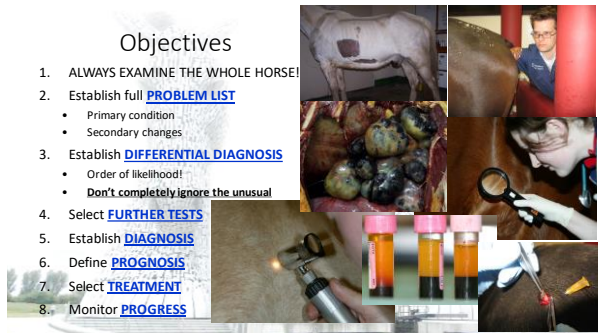 Objectives
1. ALWAYS EXAMINE THE WHOLE HORSE!
2. Establish full PROBLEM LIST
• Primary condition
• Secondary changes
3. Establish DIFFERENTIAL DIAGNOSIS
• Order of likelihood!
• Don't completely ignore the unusual
4. Select FURTHER TESTS
5. Establish DIAGNOSIS
6. Define PROGNOSIS
7. Select TREATMENT
8. Monitor PROGRESS